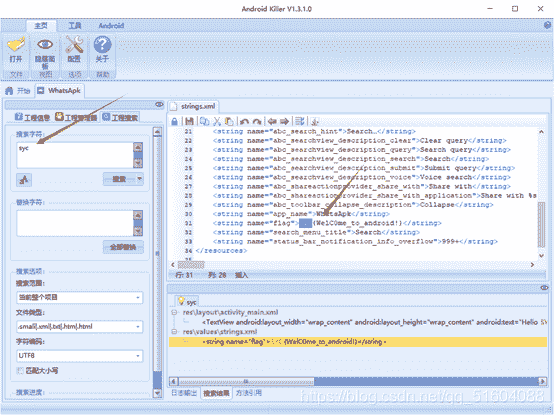 Android Killer V1.3.1.0
主页 工具 Android
打开 隐藏面板 配置 关于
文件 视图 选项 帮助
开始 WhatsApk
工程信息 工程管理器 工程搜索
搜索字符:
syc
搜索
替换字符:
全部替换
搜索选项:
搜索范围:
当前整个项目
文件类型:
.smali|.xml|.txt|.htm|.html
字符编码:
UTF8
匹配大小写
搜索进度:
strings.xml
21 <string name="abc_search_hint">Search…</string>
22 <string name="abc_searchview_description_clear">Clear query</string>
23 <string name="abc_searchview_description_query">Search query</string>
24 <string name="abc_searchview_description_search">Search</string>
25 <string name="abc_searchview_description_submit">Submit query</string>
26 <string name="abc_searchview_description_voice">Voice search</string>
27 <string name="abc_shareactionprovider_share_with">Share with</string>
28 <string name="abc_shareactionprovider_share_with_application">Share with %s
29 <string name="abc_toolbar_collapse_description">Collapse</string>
30 <string name="app_name">WhatsApk</string>
31 <string name="flag"> {WelC0me_to_android!}</string>
32 <string name="search_menu_title">Search</string>
33 <string name="status_bar_notification_info_overflow">999+</string>
34 </resources>
行: 31 列: 28 插入
syc
res\layout\activity_main.xml
<TextView android:layout_width="wrap_content" android:layout_height="wrap_content" android:text="Hello
res\values\strings.xml
<string name="flag"> {WelC0me_to_android!}</string>
日志输出 搜索结果 方法引用
https://blog.csdn.net/qq_51604088